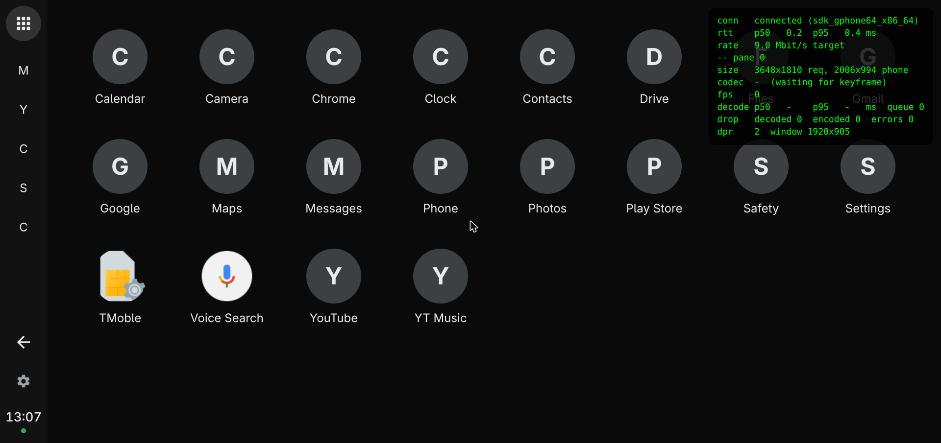 conn connected (sdk_gphone64_x86_64)
rtt p50 0.2 p95 0.4 ms
rate 9.0 Mbit/s target
-- pane 0
size 3648x1810 req, 2006x994 phone
codec - (waiting for keyframe)
fps 0
decode p50 - p95 - ms queue 0
drop decoded 0 encoded 0 errors 0
dpr 2 window 1920x905
C C C C C D F G
Calendar Camera Chrome Clock Contacts Drive Files Gmail
M
Y
C
S
C
G M M P P P S S
Google Maps Messages Phone Photos Play Store Safety Settings
Y Y
TMoble Voice Search YouTube YT Music
13:07